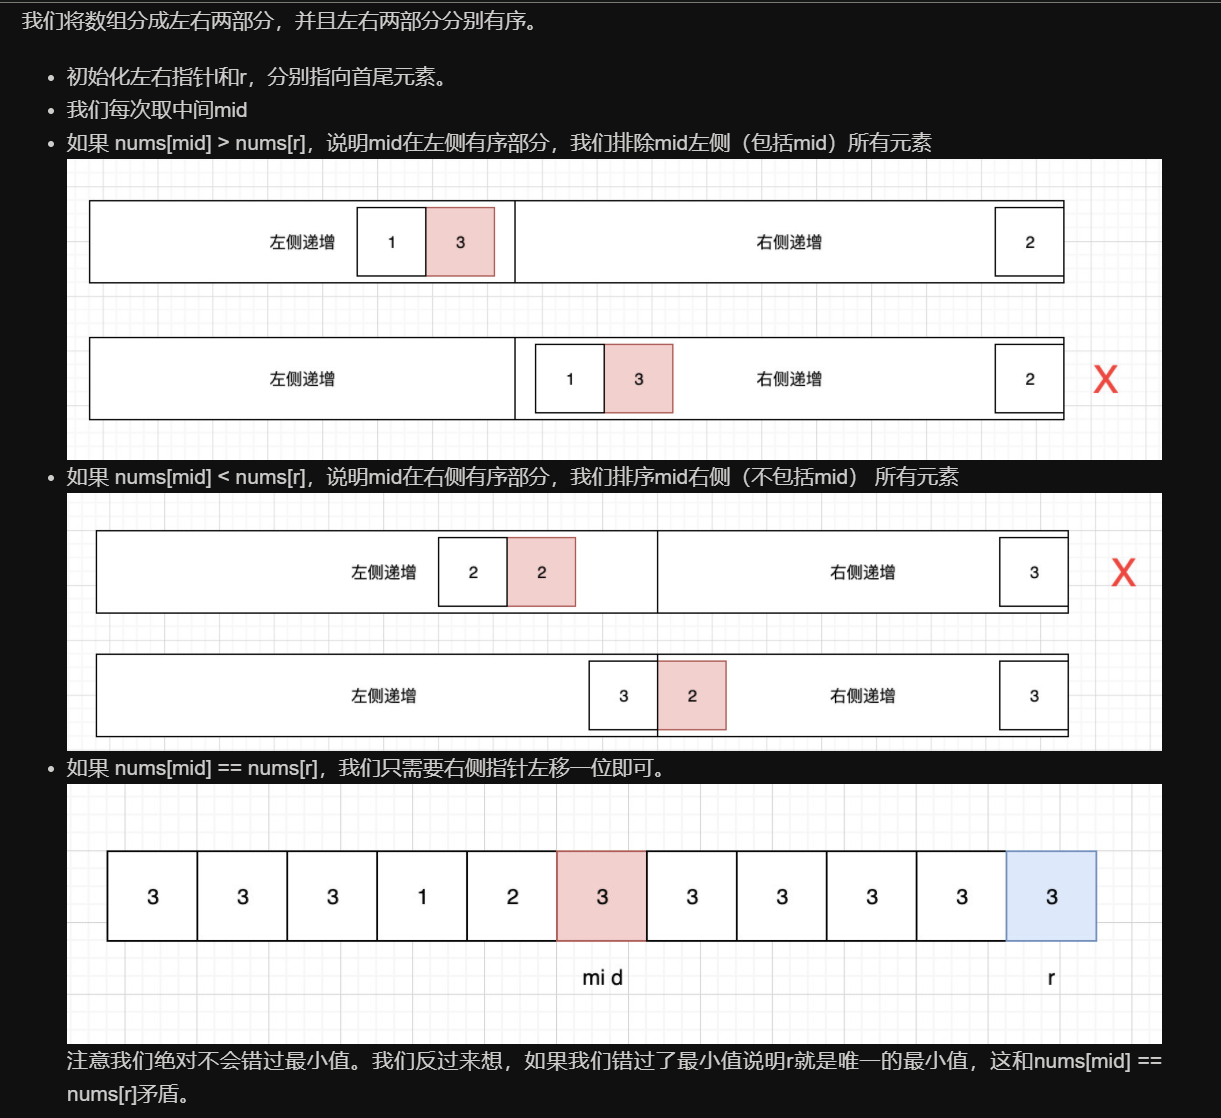 我们将数组分成左右两部分，并且左右两部分分别有序。
初始化左右指针l和r，分别指向首尾元素。
我们每次取中间mid
如果 nums[mid] > nums[r]，说明mid在左侧有序部分，我们排除mid左侧（包括mid）所有元素
左侧递增 1 3 右侧递增 2
左侧递增 1 3 右侧递增 2 X
如果 nums[mid] < nums[r]，说明mid在右侧有序部分，我们排序mid右侧（不包括mid） 所有元素
左侧递增 2 2 右侧递增 3 X
左侧递增 3 2 右侧递增 3
如果 nums[mid] == nums[r]，我们只需要右侧指针左移一位即可。
3 3 3 1 2 3 3 3 3 3 3
mi d r
注意我们绝对不会错过最小值。我们反过来想，如果我们错过了最小值说明r就是唯一的最小值，这和nums[mid] ==
nums[r]矛盾。